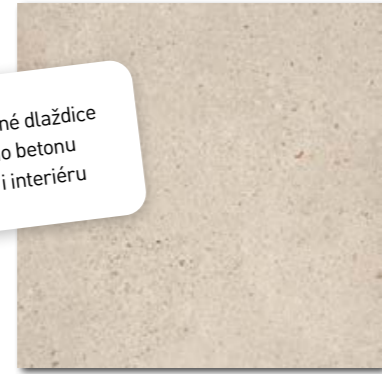 né dlaždice
o betonu
i interiéru